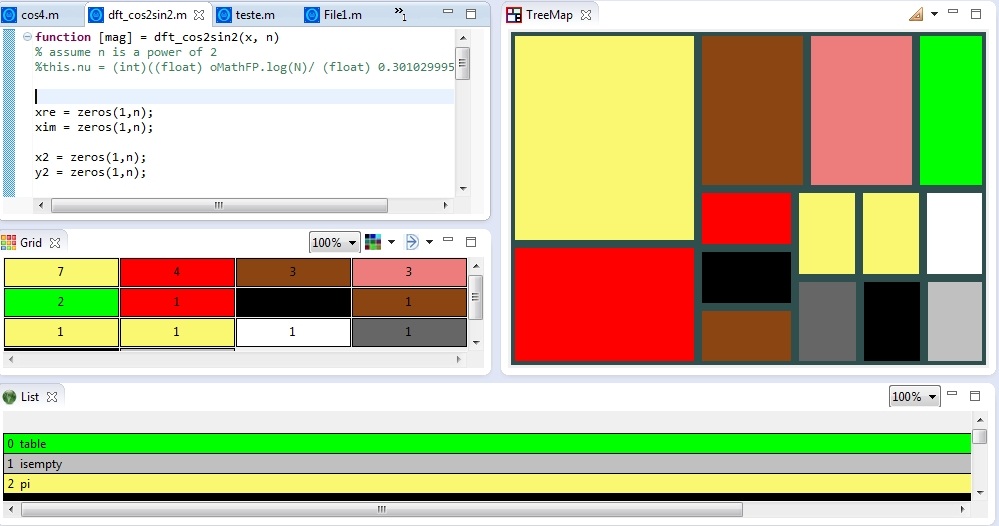 cos4.m dft_cos2sin2.m teste.m File1.m »1
function [mag] = dft_cos2sin2(x, n)
% assume n is a power of 2
%this.nu = (int)((float) oMathFP.log(N)/ (float) 0.301029995
xre = zeros(1,n);
xim = zeros(1,n);
x2 = zeros(1,n);
y2 = zeros(1,n);
TreeMap
Grid 100%
7 4 3 3
2 1 1
1 1 1 1
List 100%
0 table
1 isempty
2 pi